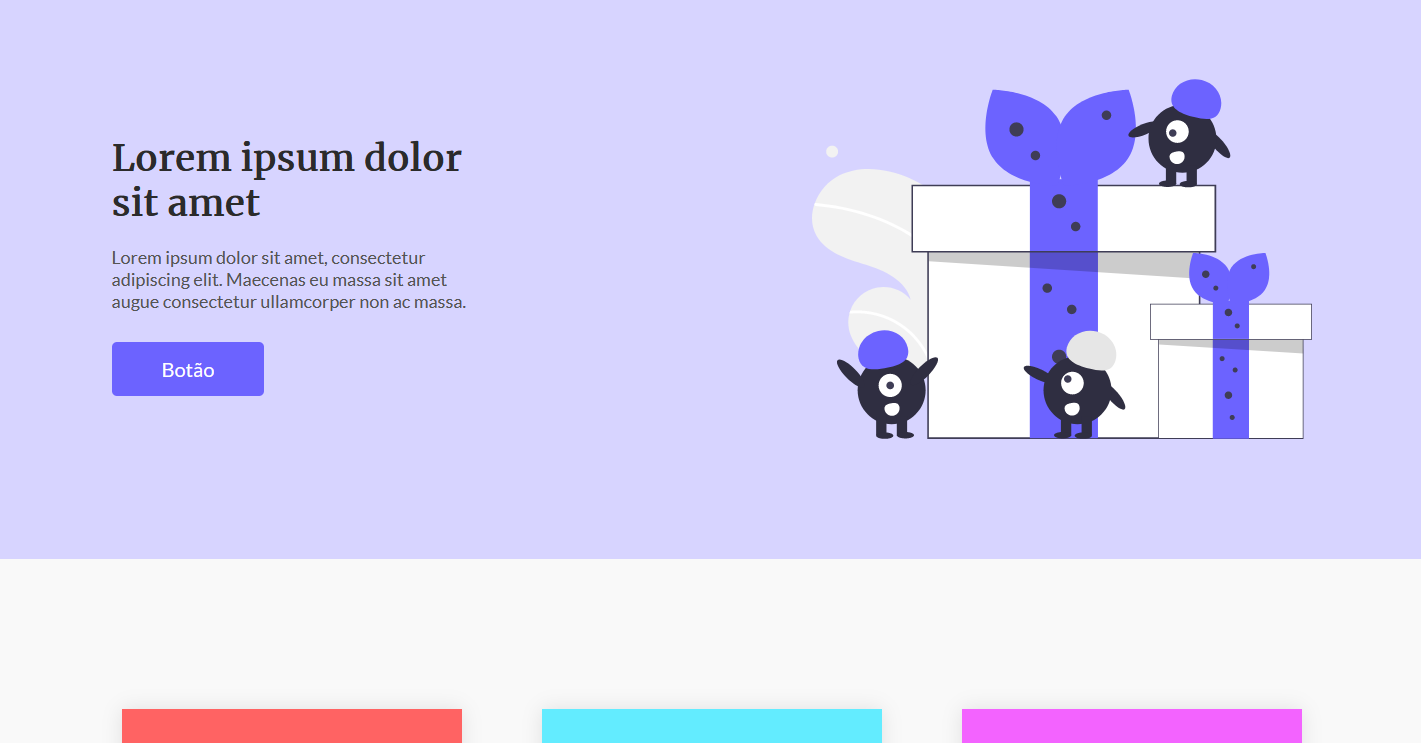 Lorem ipsum dolor
sit amet
Lorem ipsum dolor sit amet, consectetur
adipiscing elit. Maecenas eu massa sit amet
augue consectetur ullamcorper non ac massa.
Botão